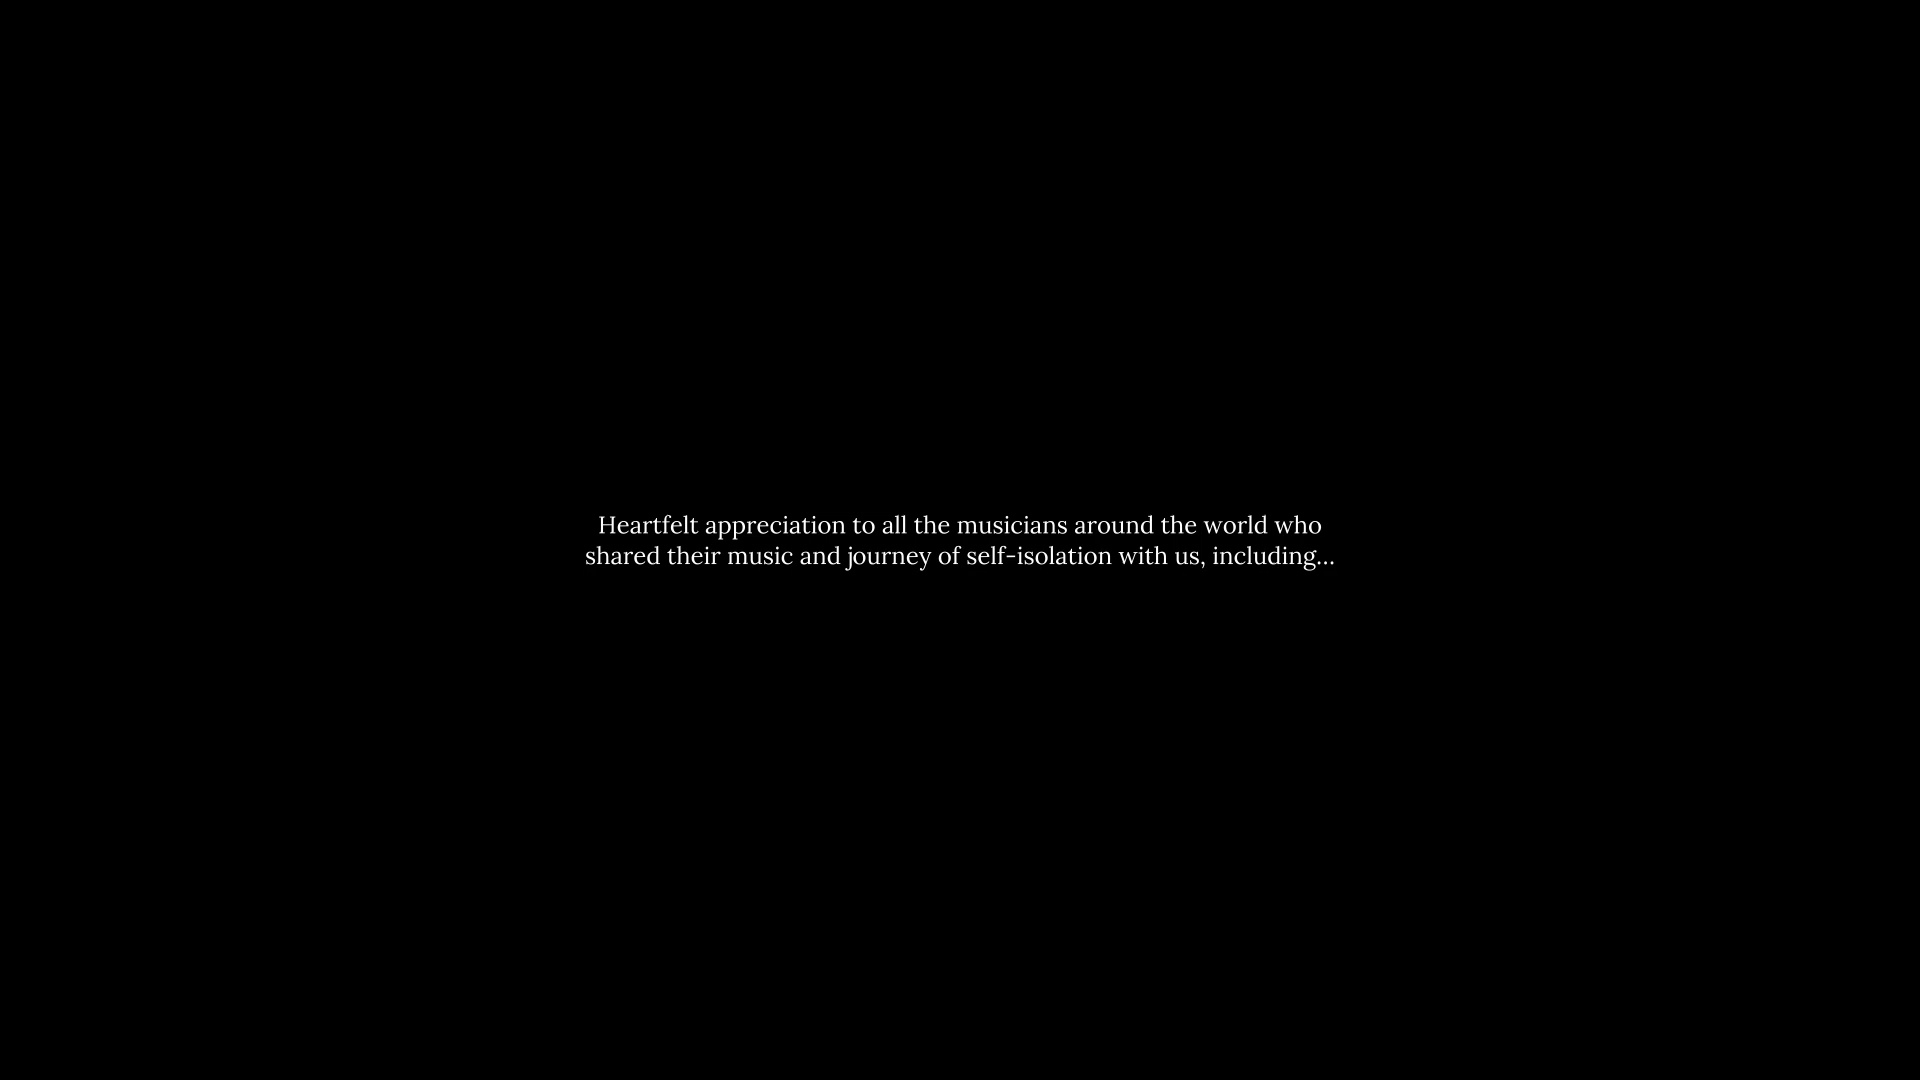 Heartfelt appreciation to all the musicians around the world who
shared their music and journey of self-isolation with us, including...